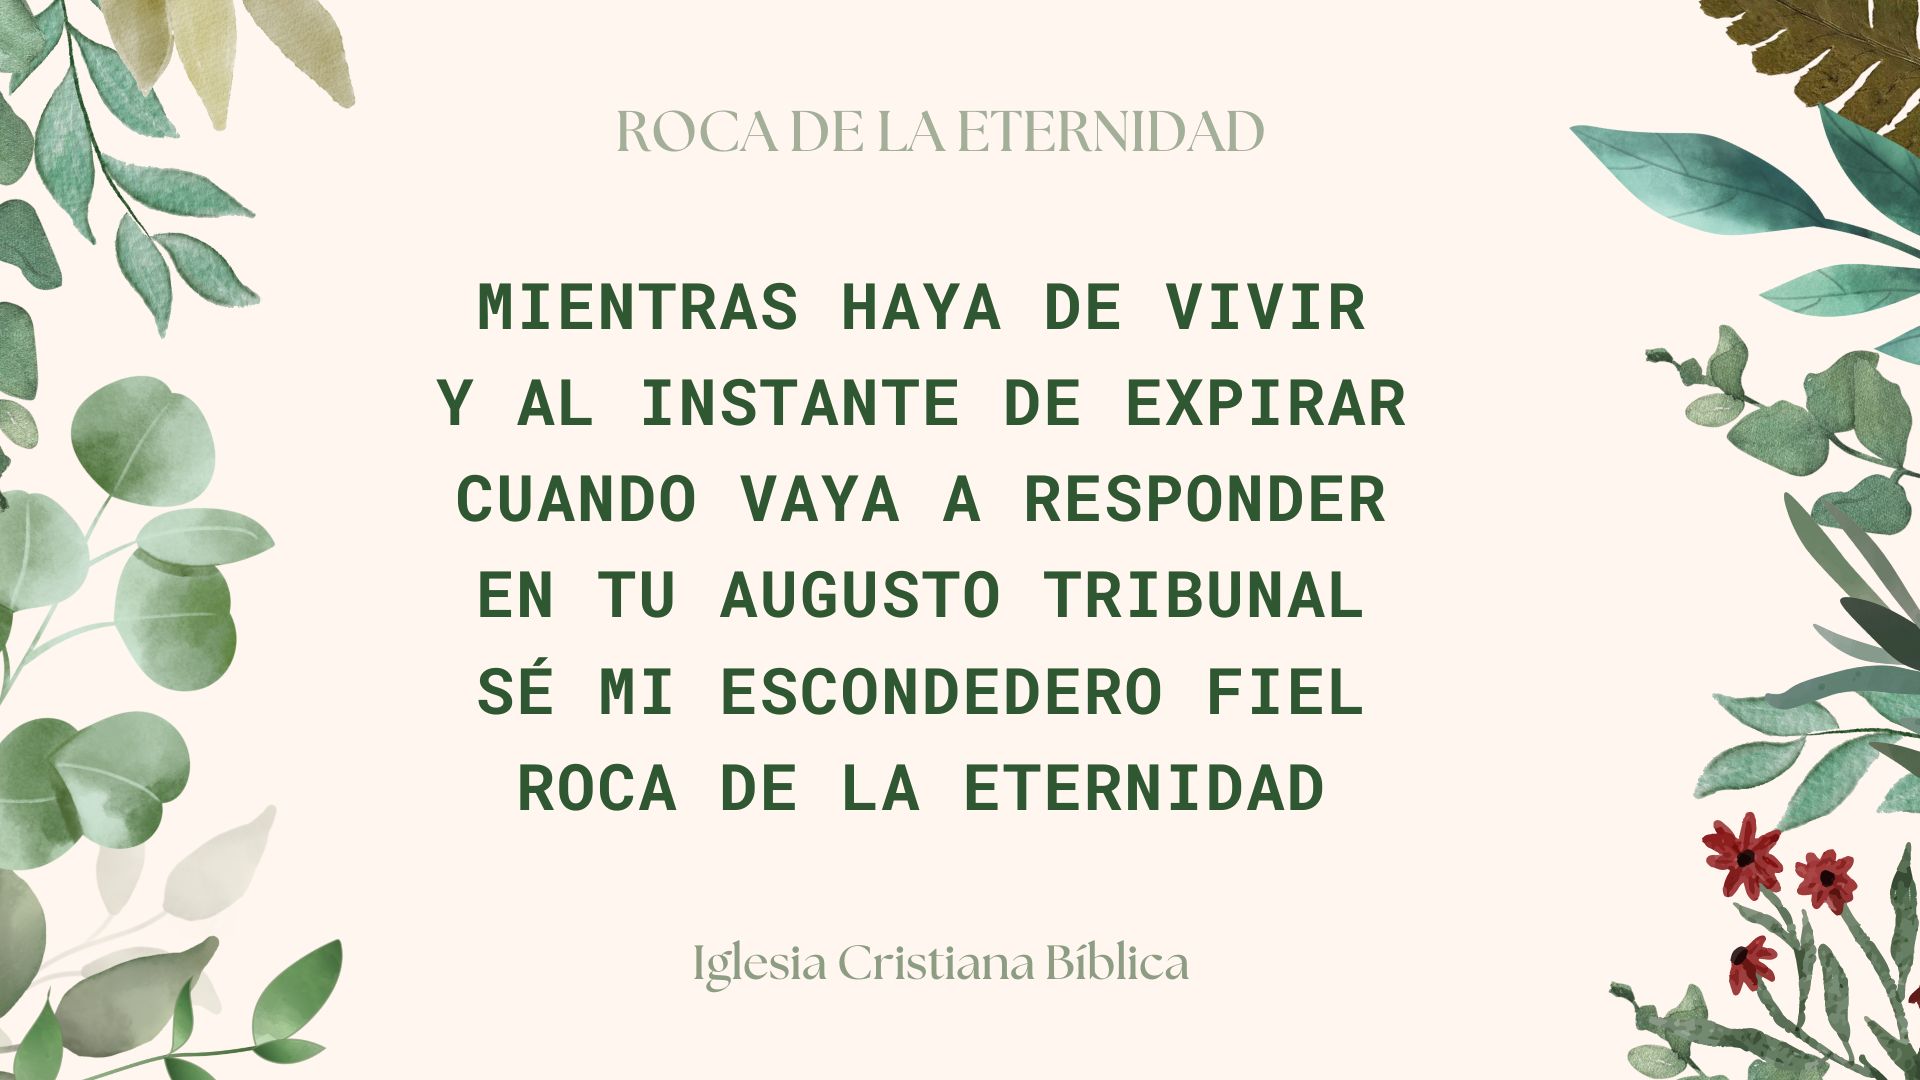 ROCA DE LA ETERNIDAD
MIENTRAS HAYA DE VIVIR
Y AL INSTANTE DE EXPIRAR
CUANDO VAYA A RESPONDER
EN TU AUGUSTO TRIBUNAL
SÉ MI ESCONDEDERO FIEL
ROCA DE LA ETERNIDAD
Iglesia Cristiana Bíblica